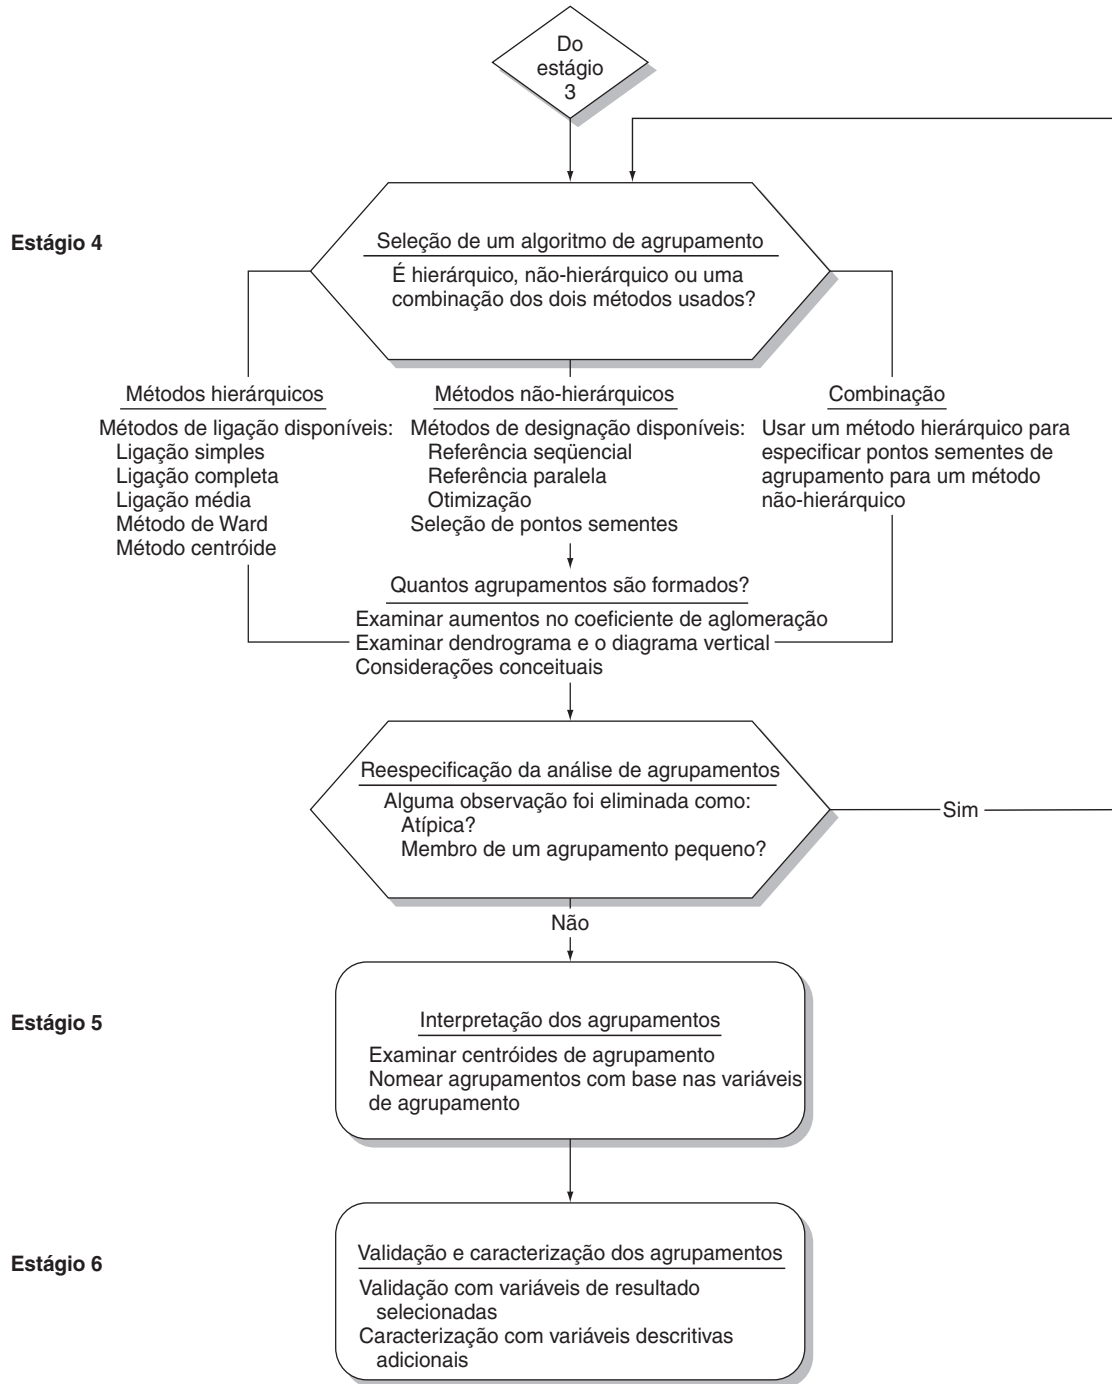 Do
estágio
3
Estágio 4
Seleção de um algoritmo de agrupamento
É hierárquico, não-hierárquico ou uma
combinação dos dois métodos usados?
Métodos hierárquicos
Métodos de ligação disponíveis:
Ligação simples
Ligação completa
Ligação média
Método de Ward
Método centróide
Métodos não-hierárquicos
Métodos de designação disponíveis:
Referência seqüencial
Referência paralela
Otimização
Seleção de pontos sementes
Combinação
Usar um método hierárquico para
especificar pontos sementes de
agrupamento para um método
não-hierárquico
Quantos agrupamentos são formados?
Examinar aumentos no coeficiente de aglomeração
Examinar dendrograma e o diagrama vertical
Considerações conceituais
Reespecificação da análise de agrupamentos
Alguma observação foi eliminada como:
Atípica?
Membro de um agrupamento pequeno?
Sim
Não
Estágio 5
Interpretação dos agrupamentos
Examinar centróides de agrupamento
Nomear agrupamentos com base nas variáveis
de agrupamento
Estágio 6
Validação e caracterização dos agrupamentos
Validação com variáveis de resultado
selecionadas
Caracterização com variáveis descritivas
adicionais